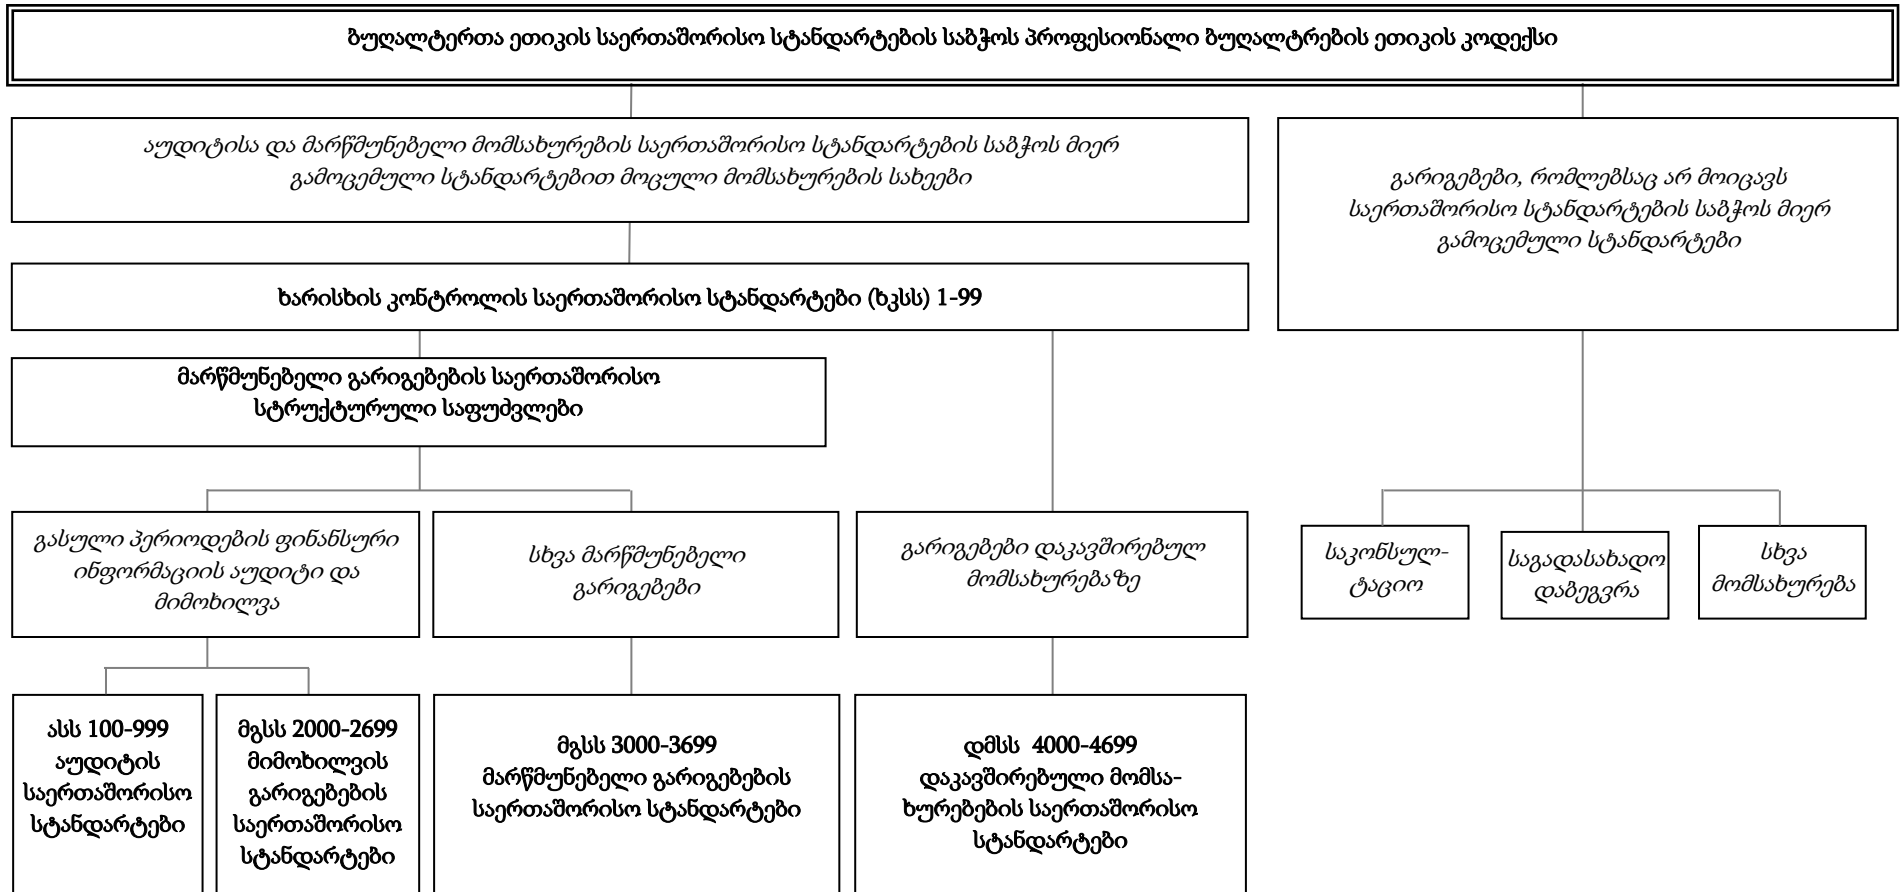 ბუღალტერთა ეთიკის საერთაშორისო სტანდარტების საბჭოს პროფესიონალი ბუღალტრების ეთიკის კოდექსი
აუდიტისა და მარწმუნებელი მომსახურების საერთაშორისო სტანდარტების საბჭოს მიერ
გამოცემული სტანდარტებით მოცული მომსახურების სახეები
გარიგებები, რომლებსაც არ მოიცავს
საერთაშორისო სტანდარტების საბჭოს მიერ
გამოცემული სტანდარტები
ხარისხის კონტროლის საერთაშორისო სტანდარტები (ხკსს) 1-99
მარწმუნებელი გარიგებების საერთაშორისო
სტრუქტურული საფუძვლები
გასული პერიოდების ფინანსური
ინფორმაციის აუდიტი და
მიმოხილვა
სხვა მარწმუნებელი
გარიგებები
გარიგებები დაკავშირებულ
მომსახურებაზე
საკონსულ-
ტაციო
საგადასახადო
დაბეგვრა
სხვა
მომსახურება
ასს 100-999
აუდიტის
საერთაშორისო
სტანდარტები
მგსს 2000-2699
მიმოხილვის
გარიგებების
საერთაშორისო
სტანდარტები
მგსს 3000-3699
მარწმუნებელი გარიგებების
საერთაშორისო სტანდარტები
დმსს 4000-4699
დაკავშირებული მომსა-
ხურებების საერთაშორისო
სტანდარტები